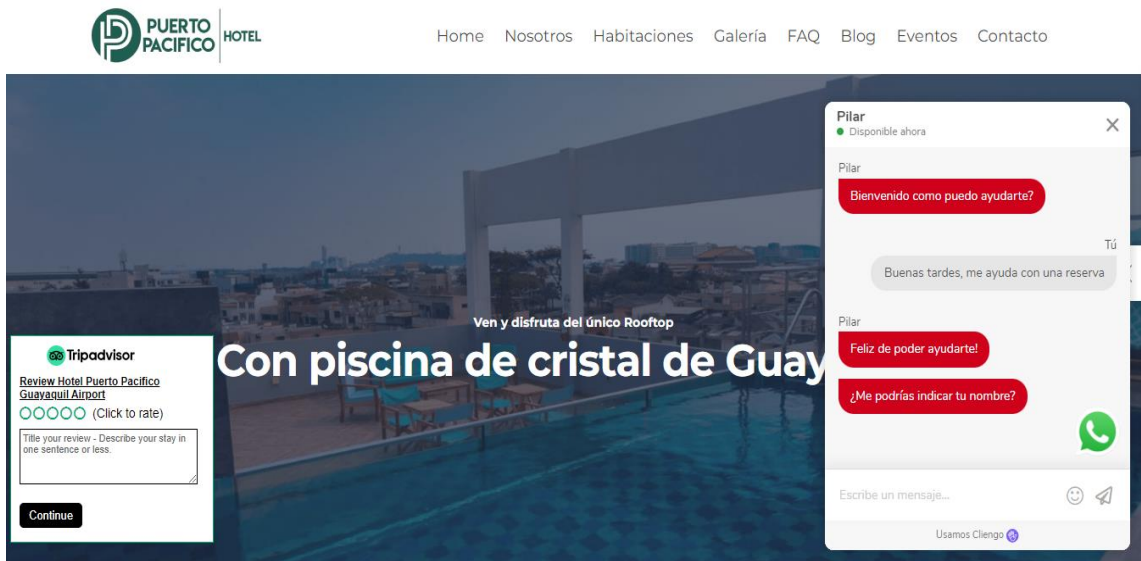 PUERTO
PACIFICO
HOTEL
Home Nosotros Habitaciones Galería FAQ Blog Eventos Contacto
Ven y disfruta del único Rooftop
Con piscina de cristal de Guay
Tripadvisor
Review Hotel Puerto Pacifico
Guayaquil Airport
(Click to rate)
Title your review - Describe your stay in
one sentence or less.
Continue
Pilar
Disponible ahora
Pilar
Bienvenido como puedo ayudarte?
Tú
Buenas tardes, me ayuda con una reserva
Pilar
Feliz de poder ayudarte!
¿Me podrías indicar tu nombre?
Escribe un mensaje...
Usamos Cliengo